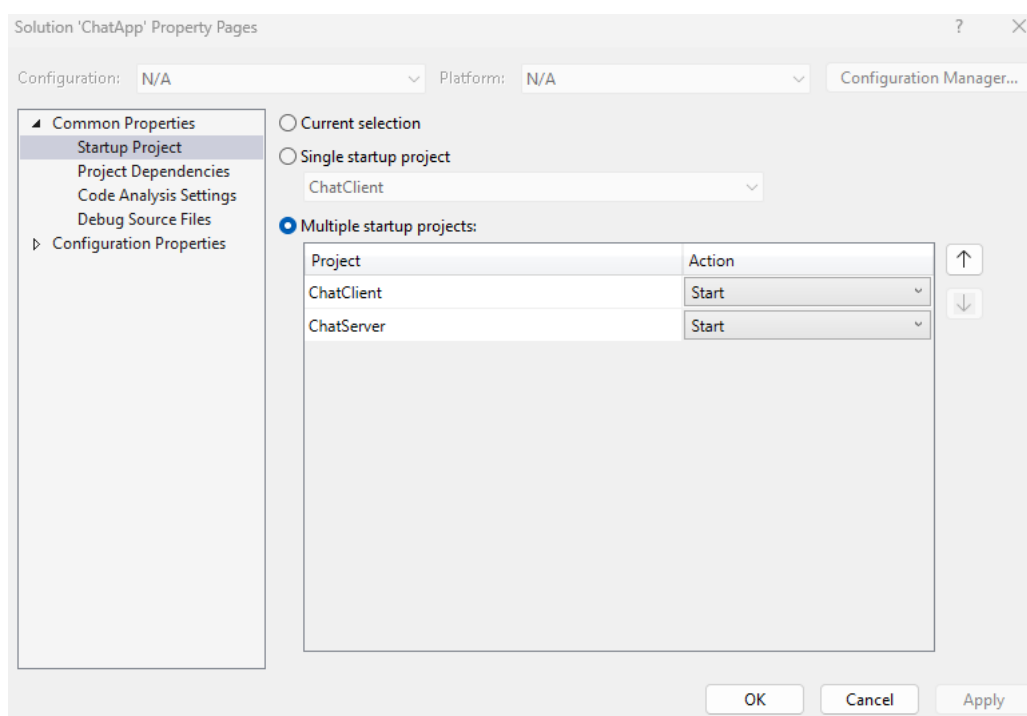 Solution 'ChatApp' Property Pages
Configuration: N/A Platform: N/A Configuration Manager...
Common Properties
Startup Project
Project Dependencies
Code Analysis Settings
Debug Source Files
Configuration Properties
Current selection
Single startup project
ChatClient
Multiple startup projects:
Project Action
ChatClient Start
ChatServer Start
OK Cancel Apply